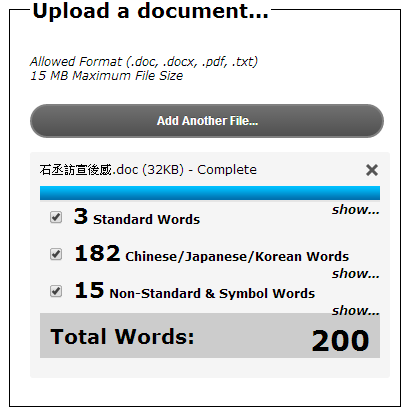 Upload a document...
Allowed Format (.doc, .docx, .pdf, .txt)
15 MB Maximum File Size
Add Another File...
石丞訪宣後感.doc (32KB) - Complete
show...
3 Standard Words
182 Chinese/Japanese/Korean Words
show...
15 Non-Standard & Symbol Words
show...
Total Words: 200